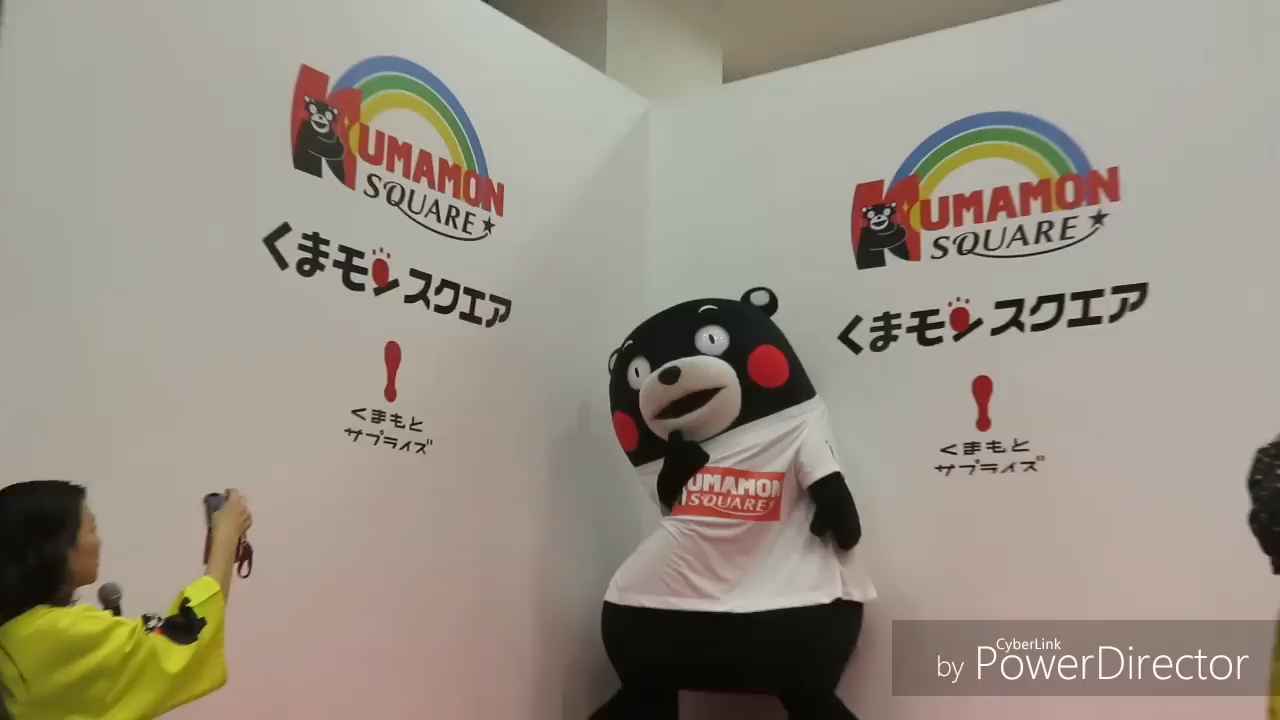 KUMAMON
SQUARE★
くまモンスクエア
くまもと
サプライズ
KUMAMON
SQUARE★
くまモンスクエア
くまもと
サプライズ
KUMAMON
SQUARE
CyberLink
by PowerDirector